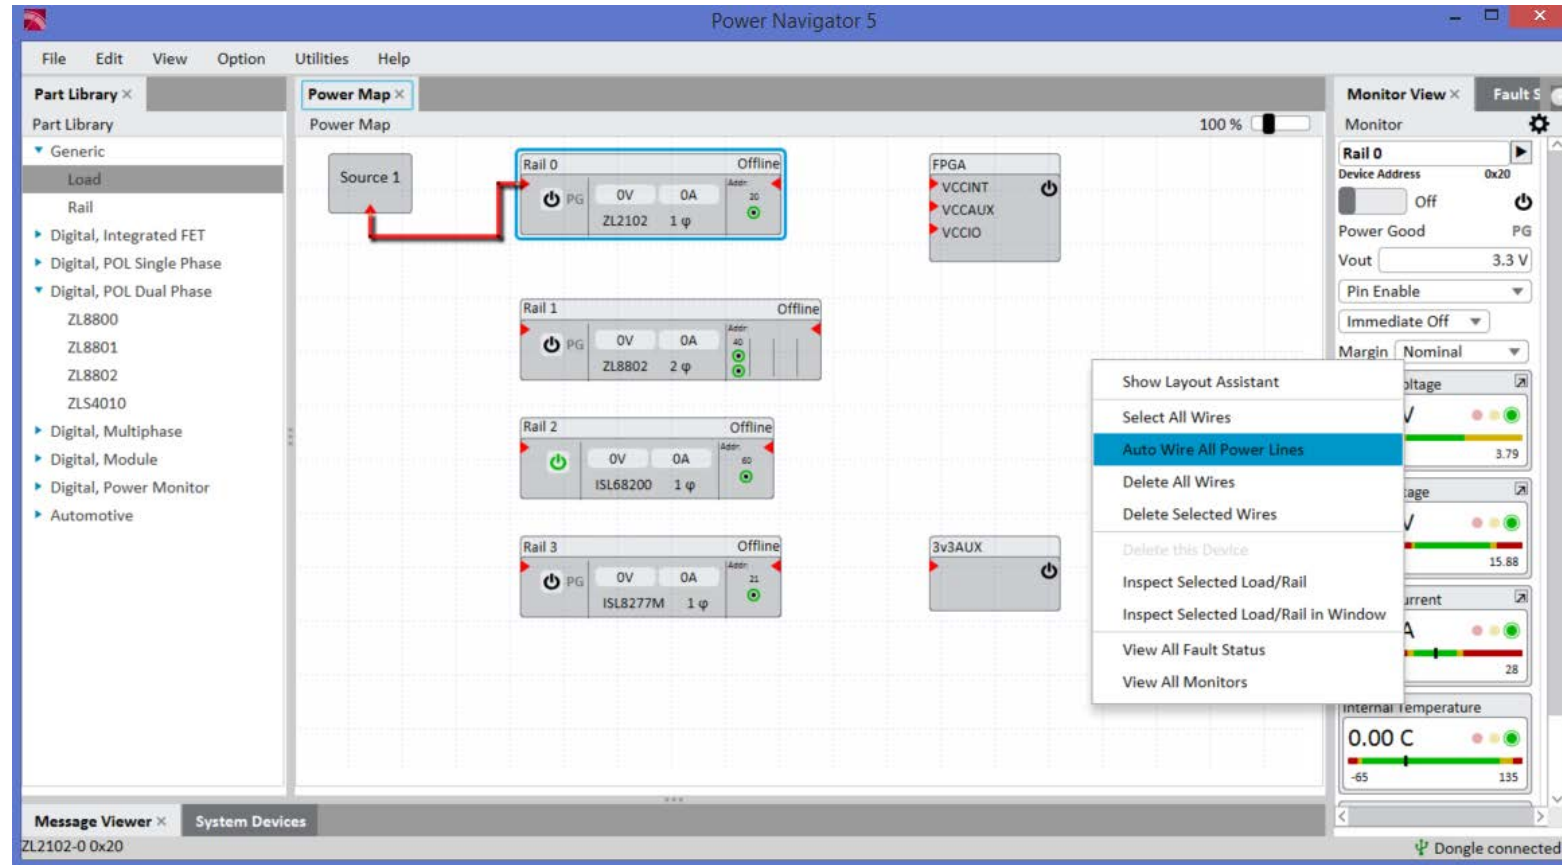 Power Navigator 5
File Edit View Option Utilities Help
Part Library
Power Map
Monitor View
Fault S
Part Library
Generic
Load
Rail
Digital, Integrated FET
Digital, POL Single Phase
Digital, POL Dual Phase
ZL8800
ZL8801
ZL8802
ZLS4010
Digital, Multiphase
Digital, Module
Digital, Power Monitor
Automotive
Power Map
100 %
Source 1
Rail 0 Offline
PG 0V 0A
Addr:
20
ZL2102 1 φ
FPGA
VCCINT
VCCAUX
VCCIO
Rail 1 Offline
PG 0V 0A
Addr:
40
ZL8802 2 φ
Rail 2 Offline
0V 0A
Addr:
60
ISL68200 1 φ
Rail 3 Offline
PG 0V 0A
Addr:
21
ISL8277M 1 φ
3v3AUX
Show Layout Assistant
Select All Wires
Auto Wire All Power Lines
Delete All Wires
Delete Selected Wires
Delete this Device
Inspect Selected Load/Rail
Inspect Selected Load/Rail in Window
View All Fault Status
View All Monitors
Monitor
Rail 0
Device Address 0x20
Off
Power Good PG
Vout 3.3 V
Pin Enable
Immediate Off
Margin Nominal
oltage
V
3.79
tage
V
15.88
urrent
A
28
Internal Temperature
0.00 C
-65 135
Message Viewer
System Devices
ZL2102-0 0x20
Dongle connected